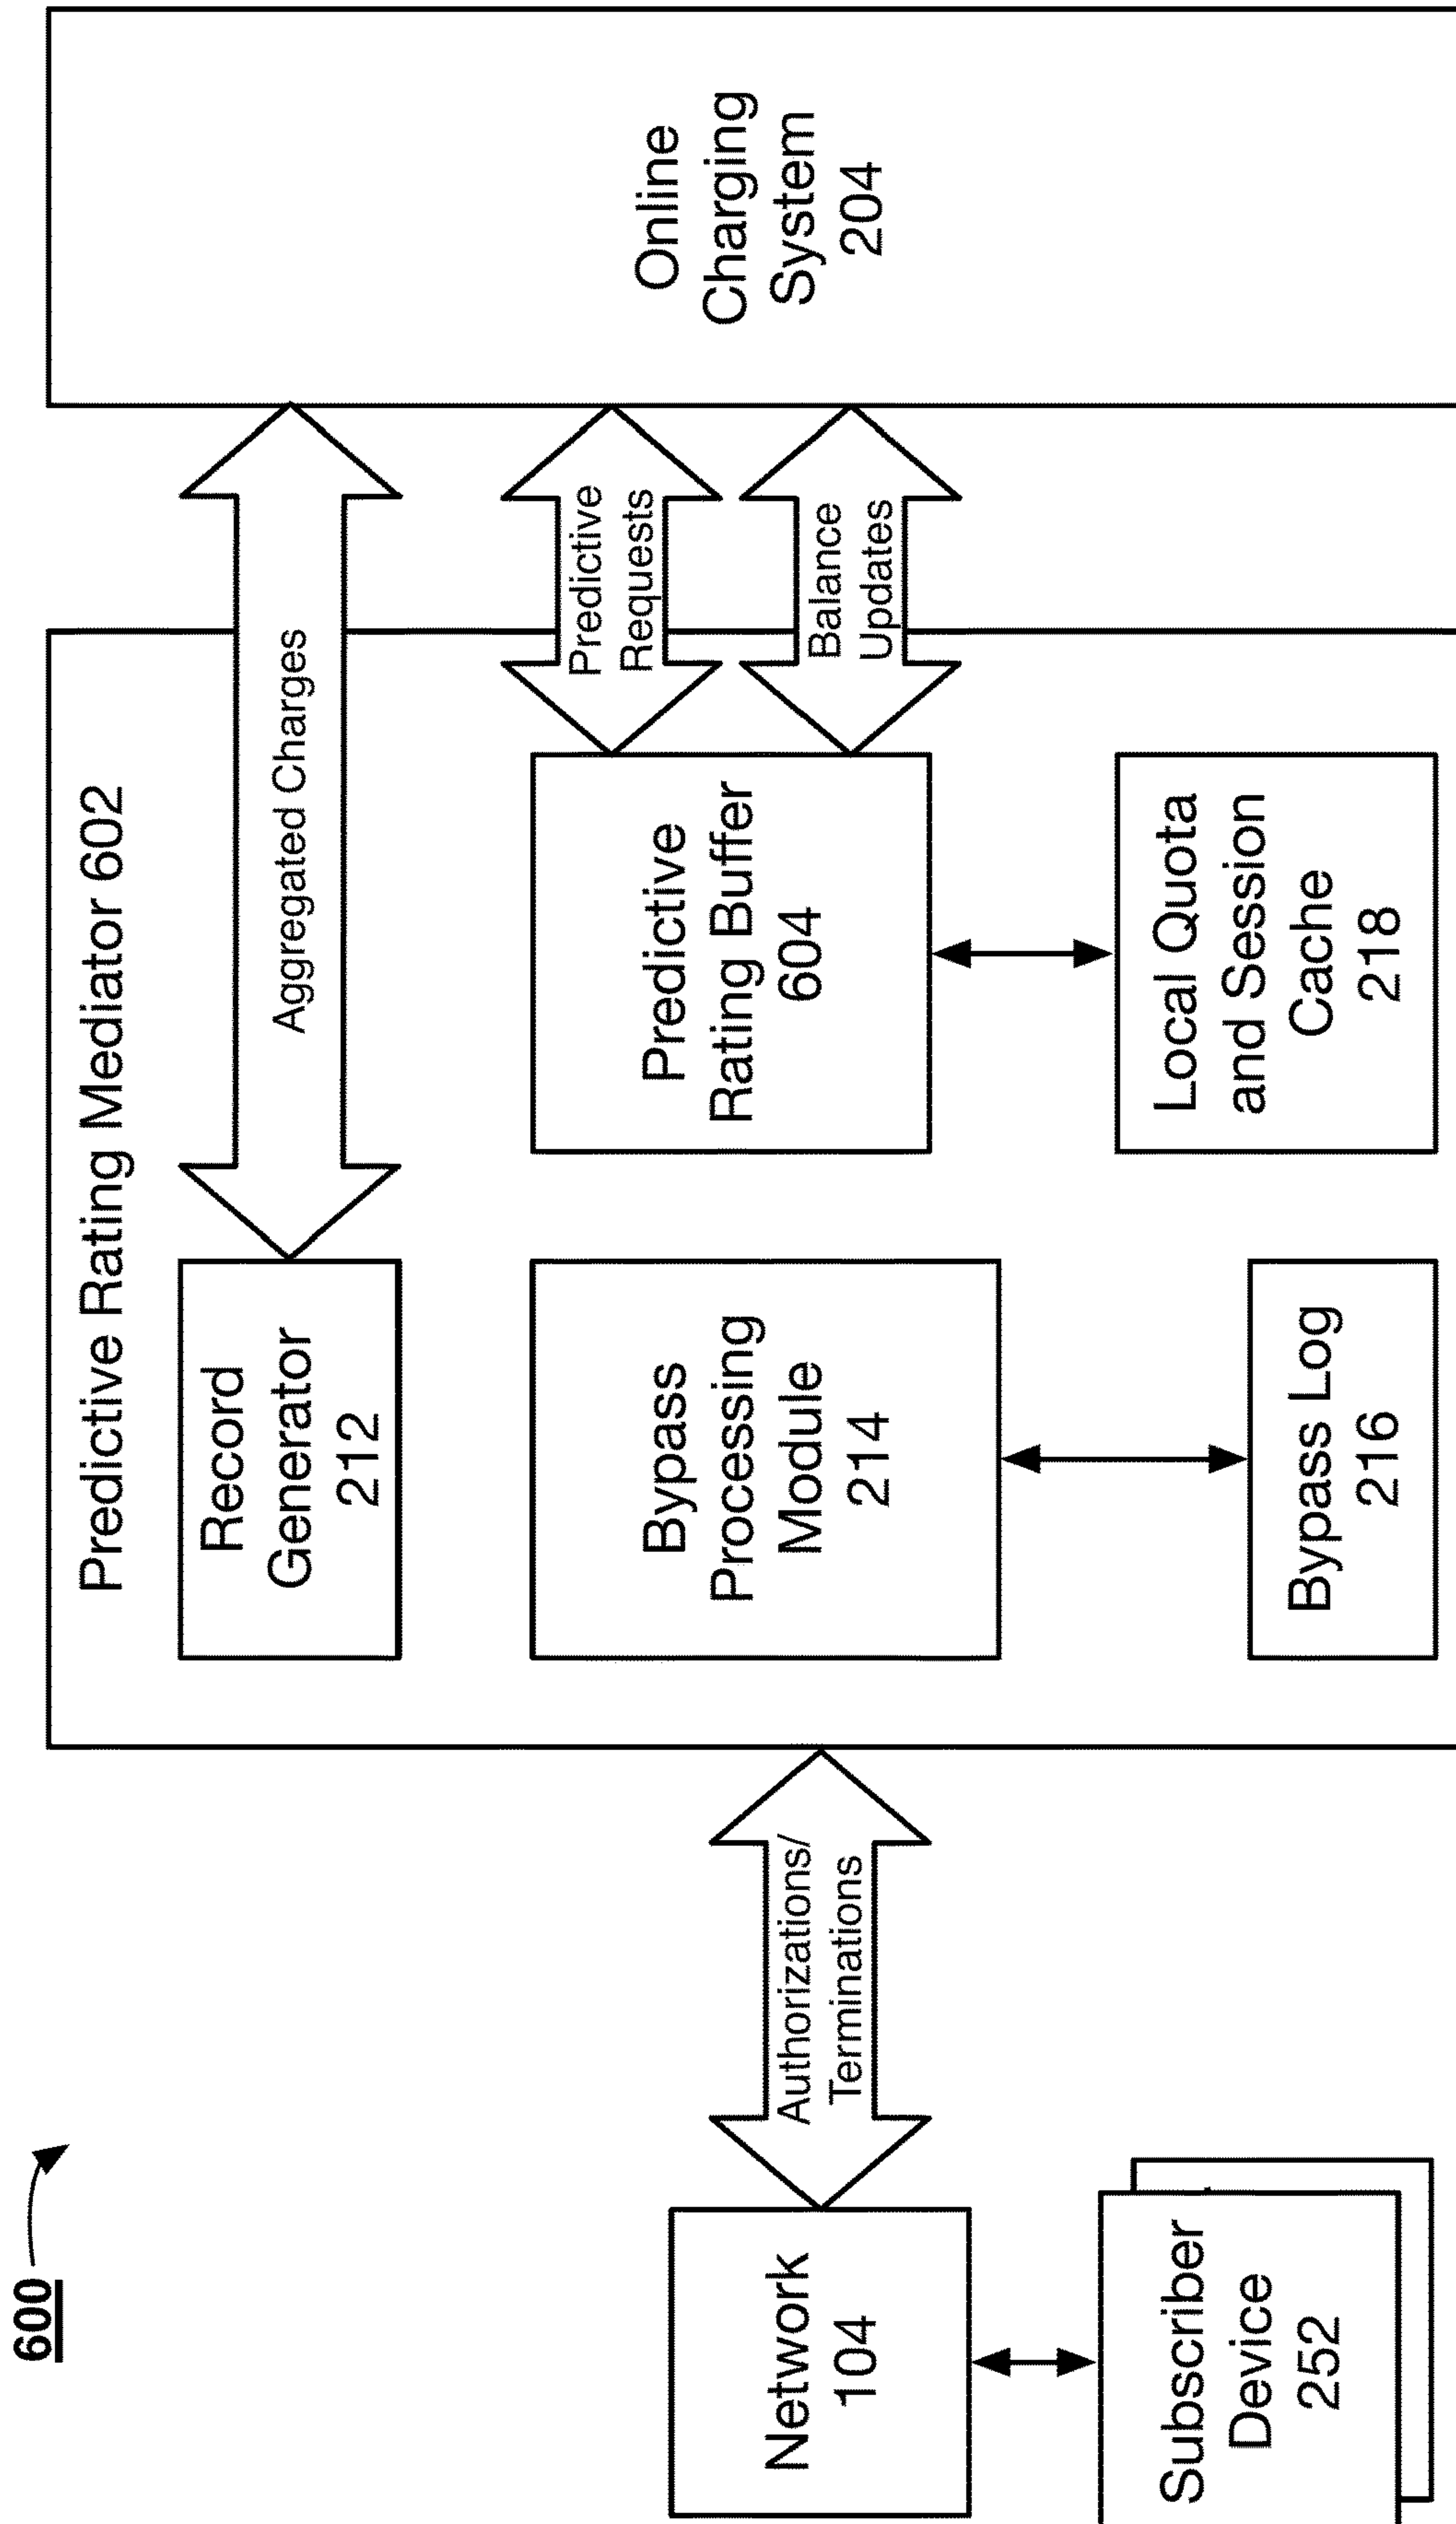 600
Predictive Rating Mediator 602
Record
Generator
212
Aggregated Charges
Online
Charging
System
204
Network
104
Authorizations/
Terminations
Bypass
Processing
Module
214
Predictive
Rating Buffer
604
Predictive
Requests
Balance
Updates
Subscriber
Device
252
Bypass Log
216
Local Quota
and Session
Cache
218